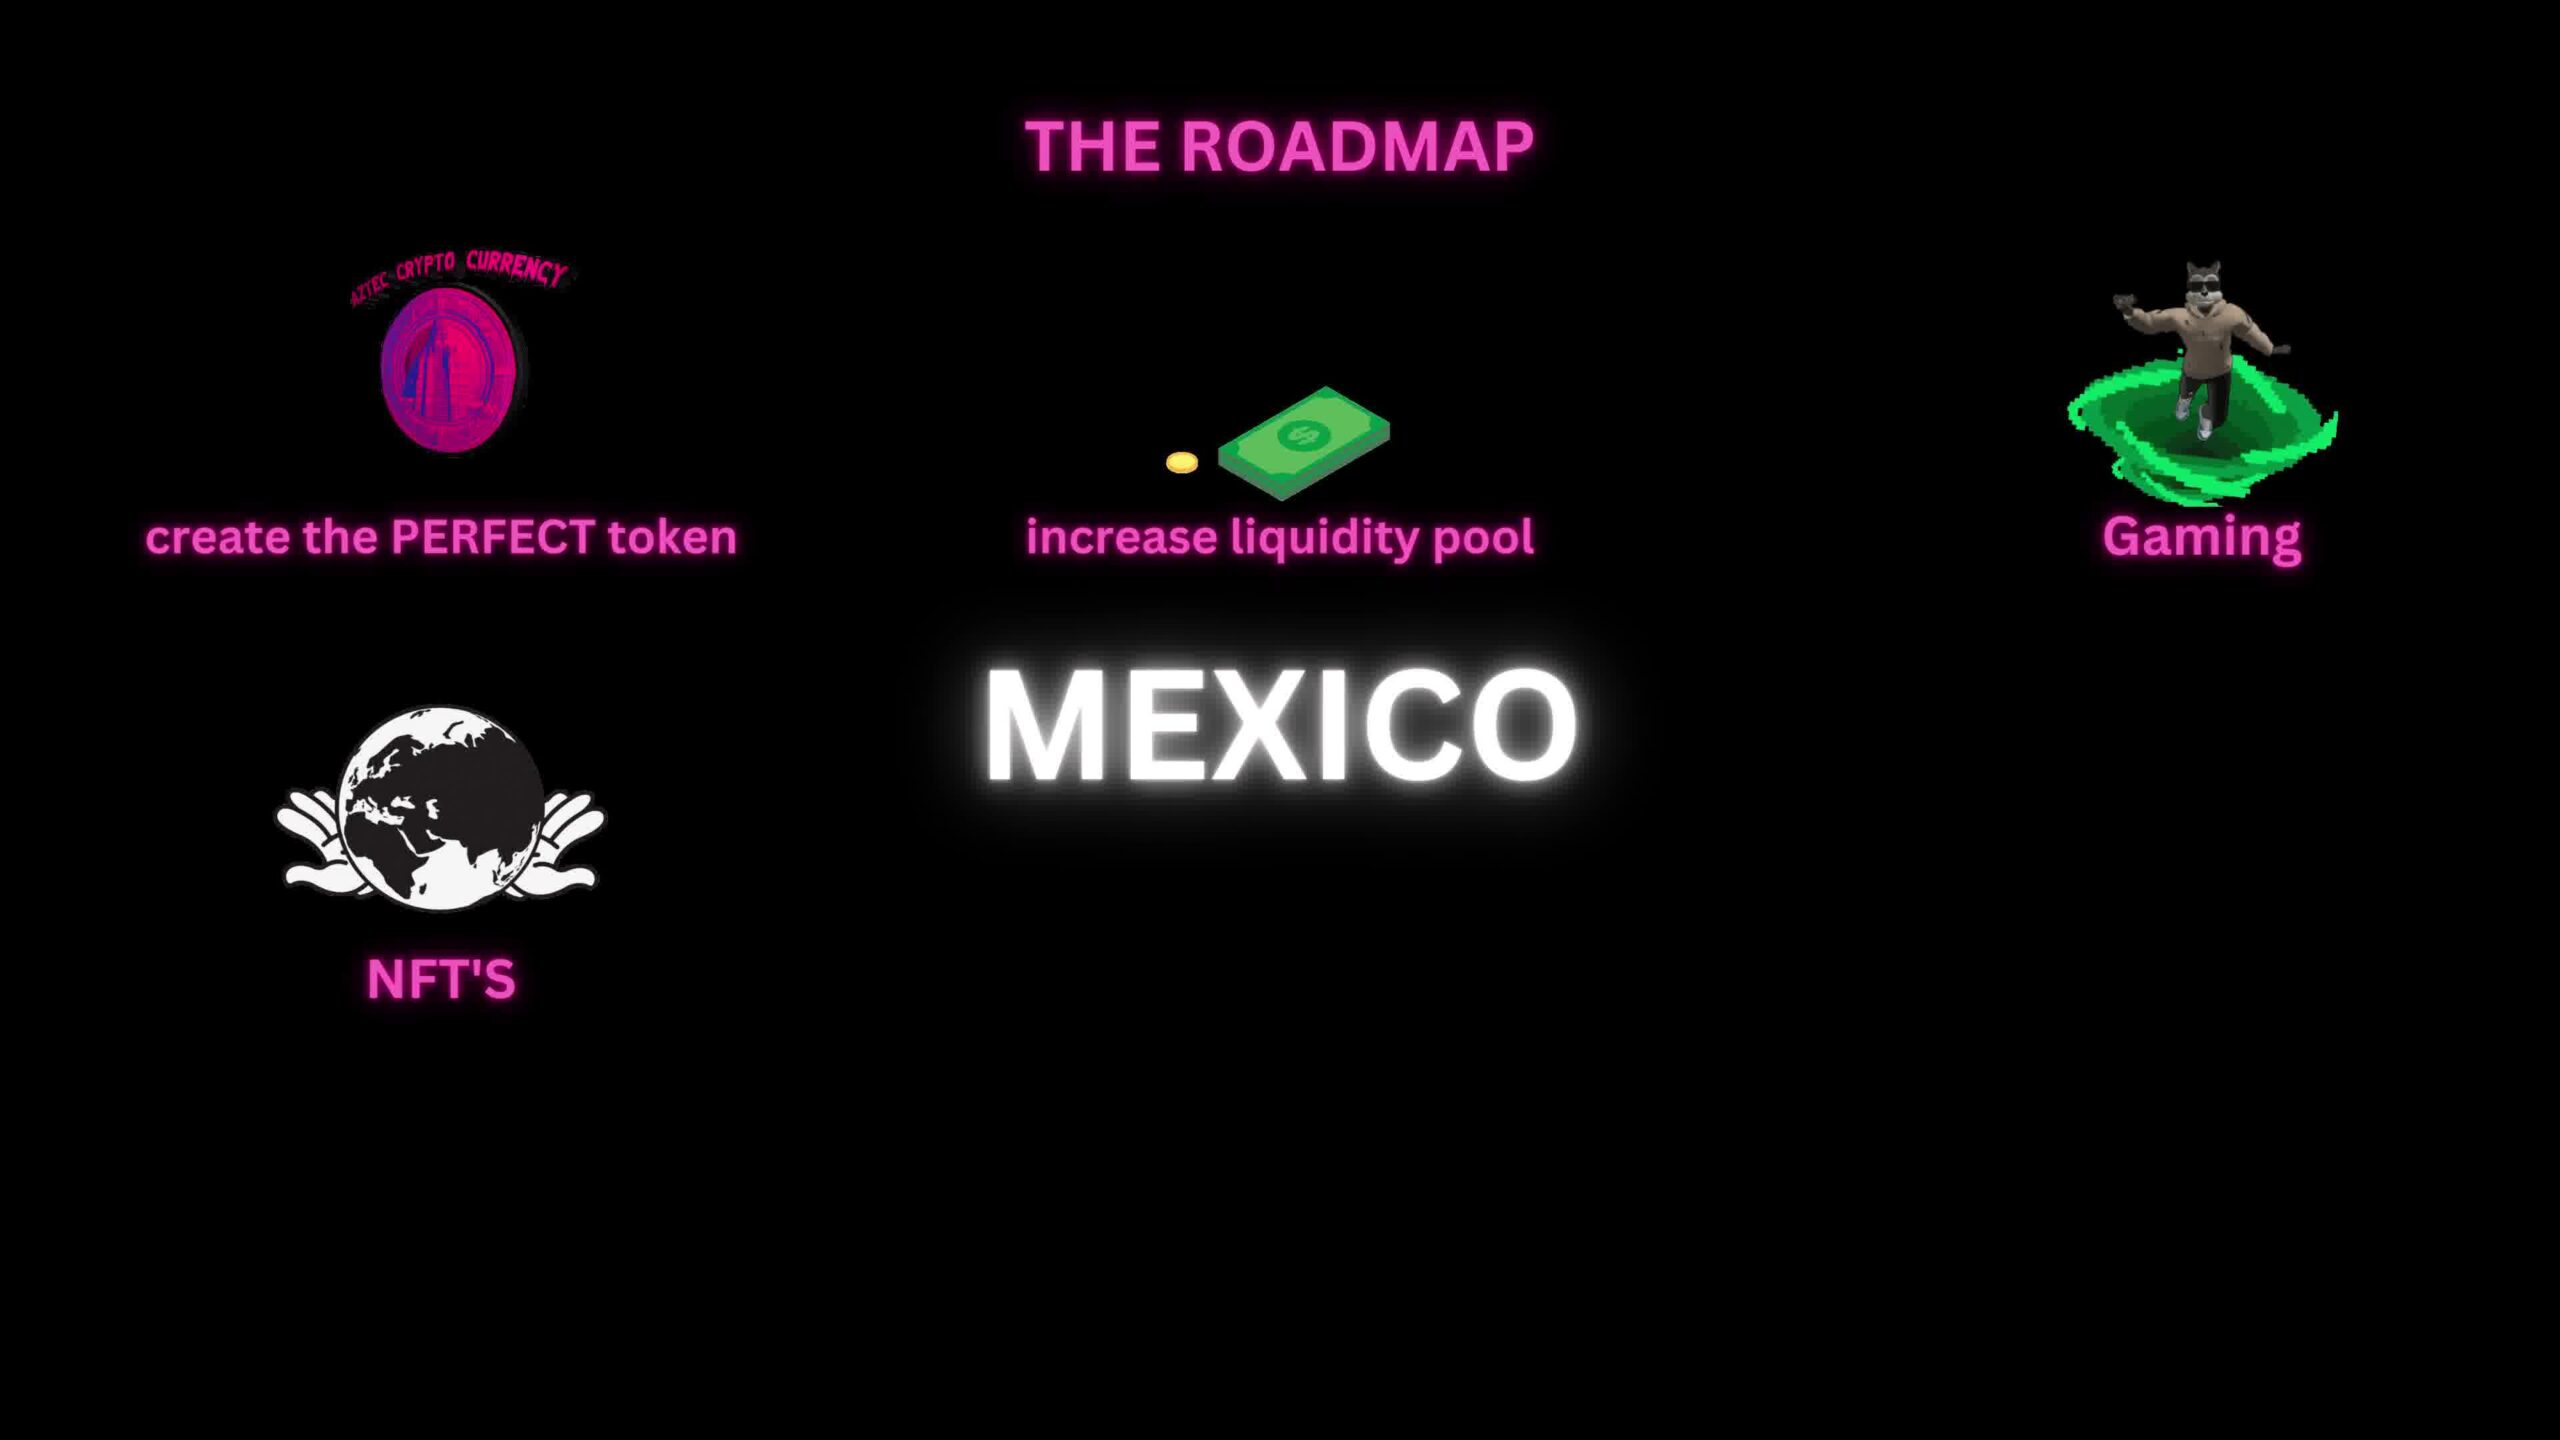 THE ROADMAP
AZTEC CRYPTO CURRENCY
$
create the PERFECT token
increase liquidity pool
Gaming
MEXICO
NFT'S